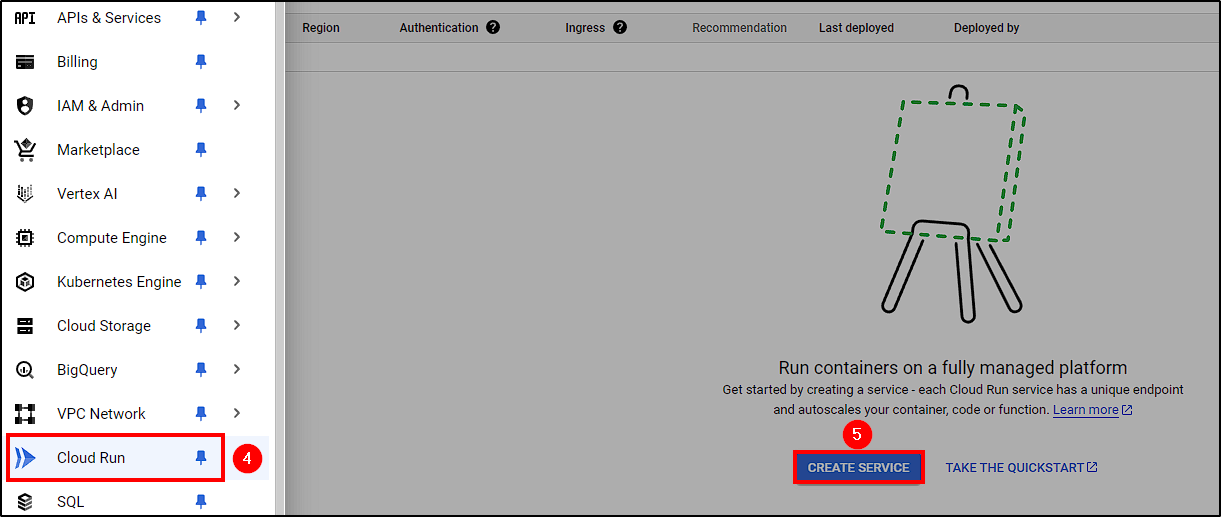 API APIs & Services
Billing
IAM & Admin
Marketplace
Vertex AI
Compute Engine
Kubernetes Engine
Cloud Storage
BigQuery
VPC Network
Cloud Run 4
SQL
Region Authentication ? Ingress ? Recommendation Last deployed Deployed by
Run containers on a fully managed platform
Get started by creating a service - each Cloud Run service has a unique endpoint
and autoscales your container, code or function. Learn more
5
CREATE SERVICE TAKE THE QUICKSTART